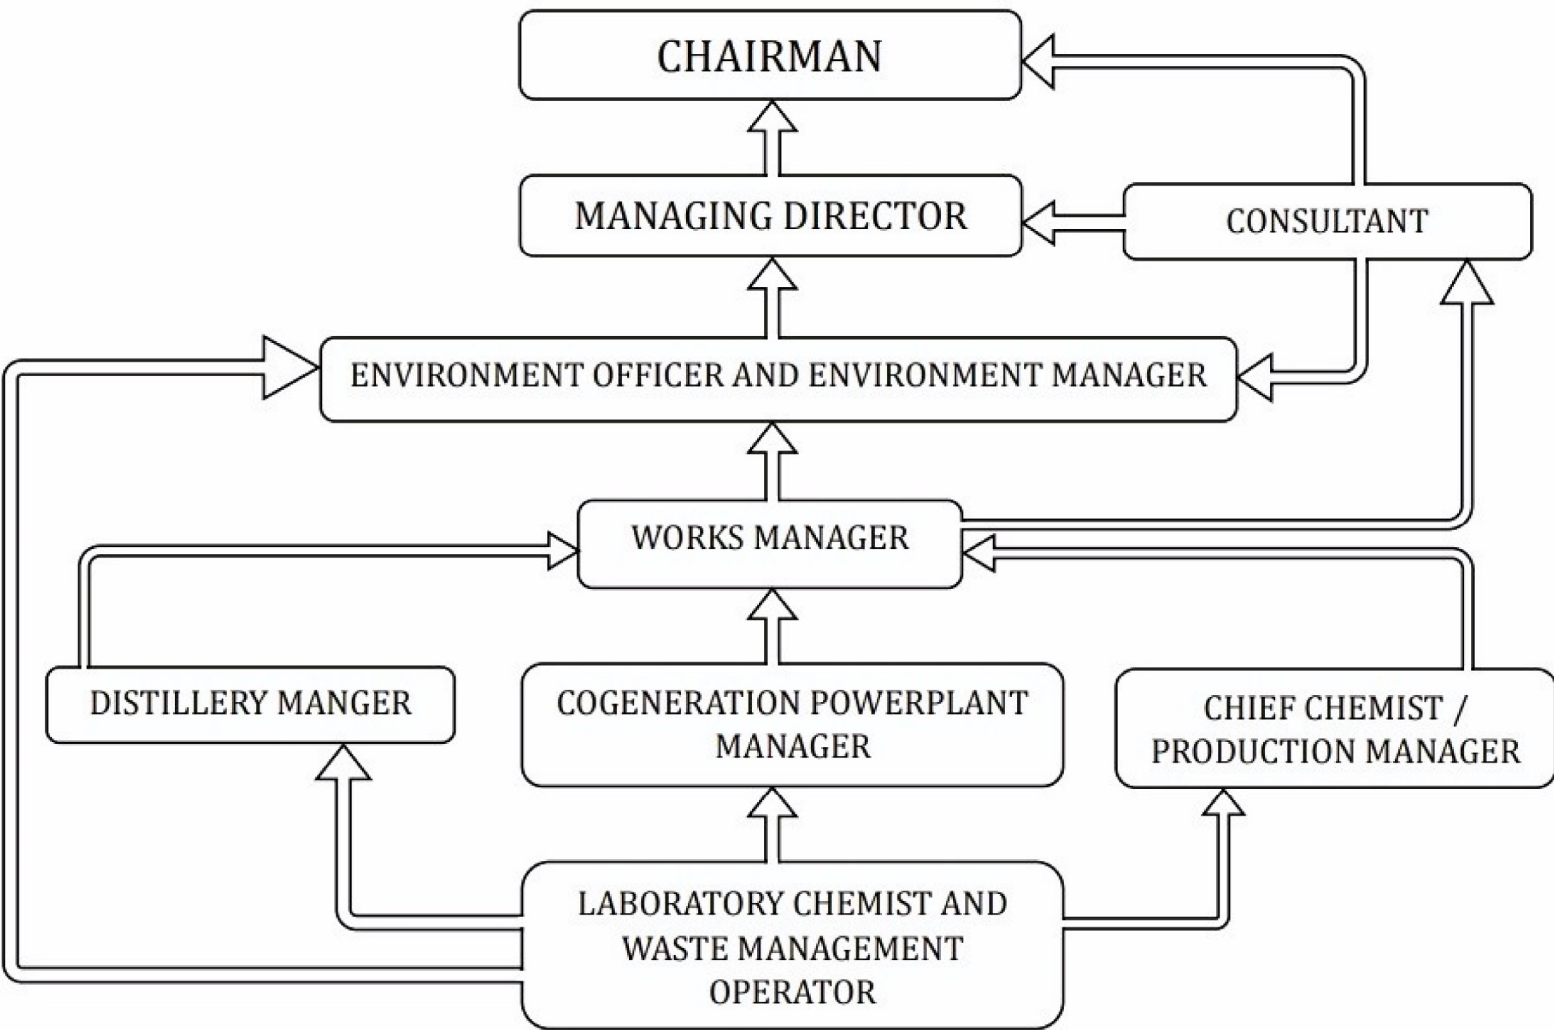 CHAIRMAN
MANAGING DIRECTOR
CONSULTANT
ENVIRONMENT OFFICER AND ENVIRONMENT MANAGER
WORKS MANAGER
DISTILLERY MANGER
COGENERATION POWERPLANT
MANAGER
CHIEF CHEMIST /
PRODUCTION MANAGER
LABORATORY CHEMIST AND
WASTE MANAGEMENT
OPERATOR